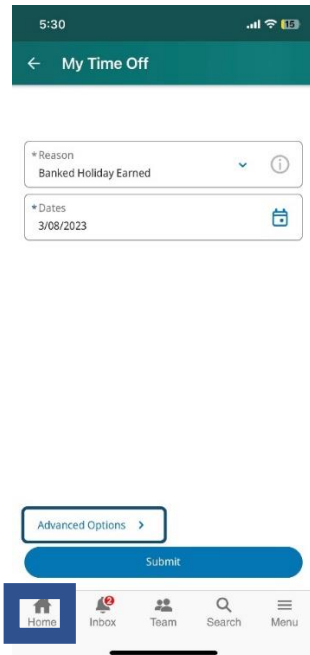 5:30
15
My Time Off
*Reason
Banked Holiday Earned
*Dates
3/08/2023
Advanced Options
Submit
2
Home Inbox Team Search Menu